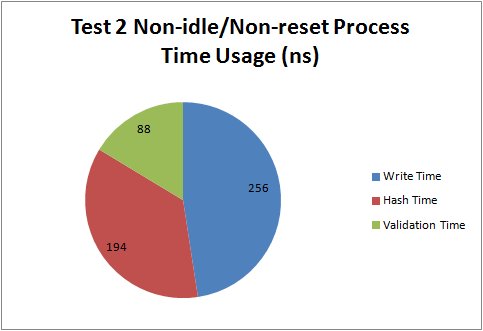 Test 2 Non-idle/Non-reset Process
Time Usage (ns)
88
256
194
Write Time
Hash Time
Validation Time